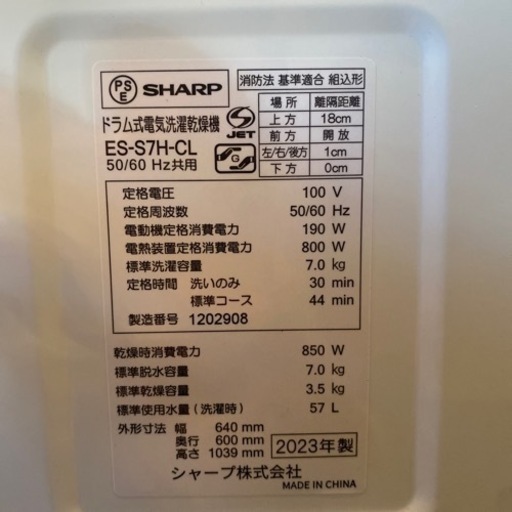 PSE SHARP
ドラム式電気洗濯乾燥機
S-JET
ES-S7H-CL
50/60 Hz共用
消防法 基準適合 組込形
場所 離隔距離
上方 18cm
前方 開放
左/右/後方 1cm
下方 0cm
定格電圧 100 V
定格周波数 50/60 Hz
電動機定格消費電力 190 W
電熱装置定格消費電力 800 W
標準洗濯容量 7.0 kg
定格時間 洗いのみ 30 min
標準コース 44 min
製造番号 1202908
乾燥時消費電力 850 W
標準脱水容量 7.0 kg
標準乾燥容量 3.5 kg
標準使用水量(洗濯時) 57 L
外形寸法 幅 640 mm
奥行 600 mm
高さ 1039 mm
2023年製
シャープ株式会社
MADE IN CHINA